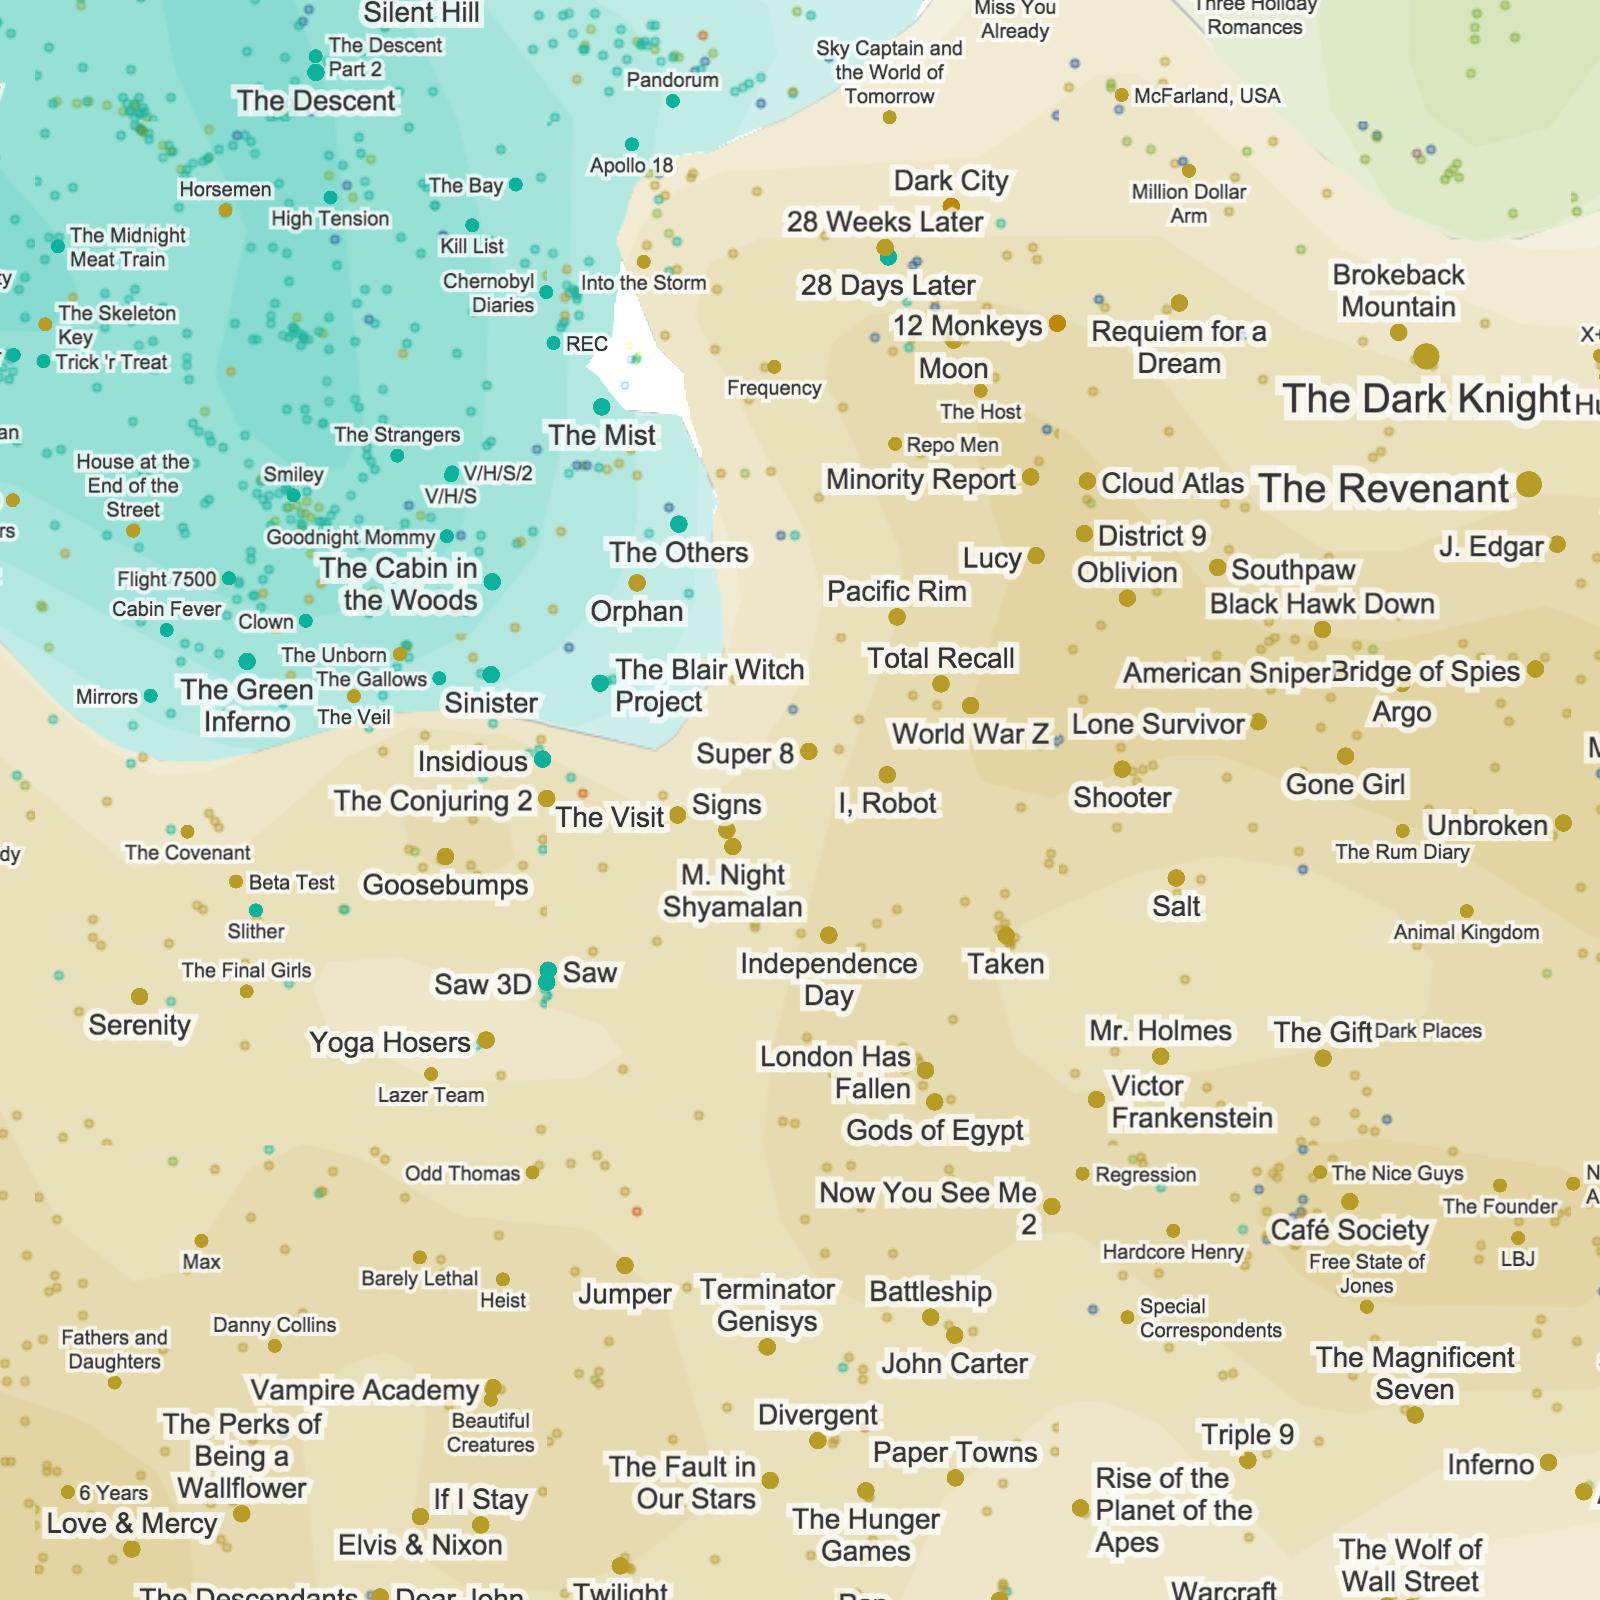 Silent Hill
The Descent
Part 2
The Descent
Pandorum
Miss You
Already
Three Holiday
Romances
Sky Captain and
the World of
Tomorrow
McFarland, USA
Apollo 18
Horsemen
High Tension
The Bay
Kill List
Dark City
28 Weeks Later
28 Days Later
Million Dollar
Arm
The Midnight
Meat Train
Chernobyl
Diaries
Into the Storm
Brokeback
Mountain
The Skeleton
Key
Trick 'r Treat
REC
12 Monkeys
Moon
Requiem for a
Dream
Frequency
The Host
The Dark Knight
The Mist
The Strangers
Repo Men
House at the
End of the
Street
Smiley
V/H/S/2
V/H/S
Minority Report
Cloud Atlas
The Revenant
Goodnight Mommy
The Others
District 9
J. Edgar
Lucy
The Cabin in
the Woods
Flight 7500
Oblivion
Southpaw
Pacific Rim
Orphan
Black Hawk Down
Cabin Fever
Clown
The Unborn
The Gallows
Total Recall
American Sniper
Bridge of Spies
The Blair Witch
Project
Mirrors
The Green
Inferno
The Veil
Sinister
Argo
World War Z
Lone Survivor
Insidious
Super 8
Gone Girl
The Conjuring 2
The Visit
Signs
I, Robot
Shooter
Unbroken
The Rum Diary
The Covenant
Beta Test
Goosebumps
M. Night
Shyamalan
Salt
Slither
Animal Kingdom
The Final Girls
Saw 3D
Saw
Independence
Day
Taken
Serenity
Yoga Hosers
Mr. Holmes
The Gift
Dark Places
London Has
Fallen
Lazer Team
Victor
Frankenstein
Gods of Egypt
Odd Thomas
Regression
The Nice Guys
Now You See Me
2
The Founder
Café Society
Hardcore Henry
Free State of
Jones
LBJ
Max
Barely Lethal
Heist
Jumper
Terminator
Genisys
Battleship
Special
Correspondents
Danny Collins
Fathers and
Daughters
John Carter
The Magnificent
Seven
Vampire Academy
Beautiful
Creatures
Divergent
The Perks of
Being a
Wallflower
Triple 9
Paper Towns
Inferno
The Fault in
Our Stars
6 Years
If I Stay
Rise of the
Planet of the
Apes
Love & Mercy
The Hunger
Games
Elvis & Nixon
The Wolf of
Wall Street
The Descendants
Dear John
Twilight
Warcraft